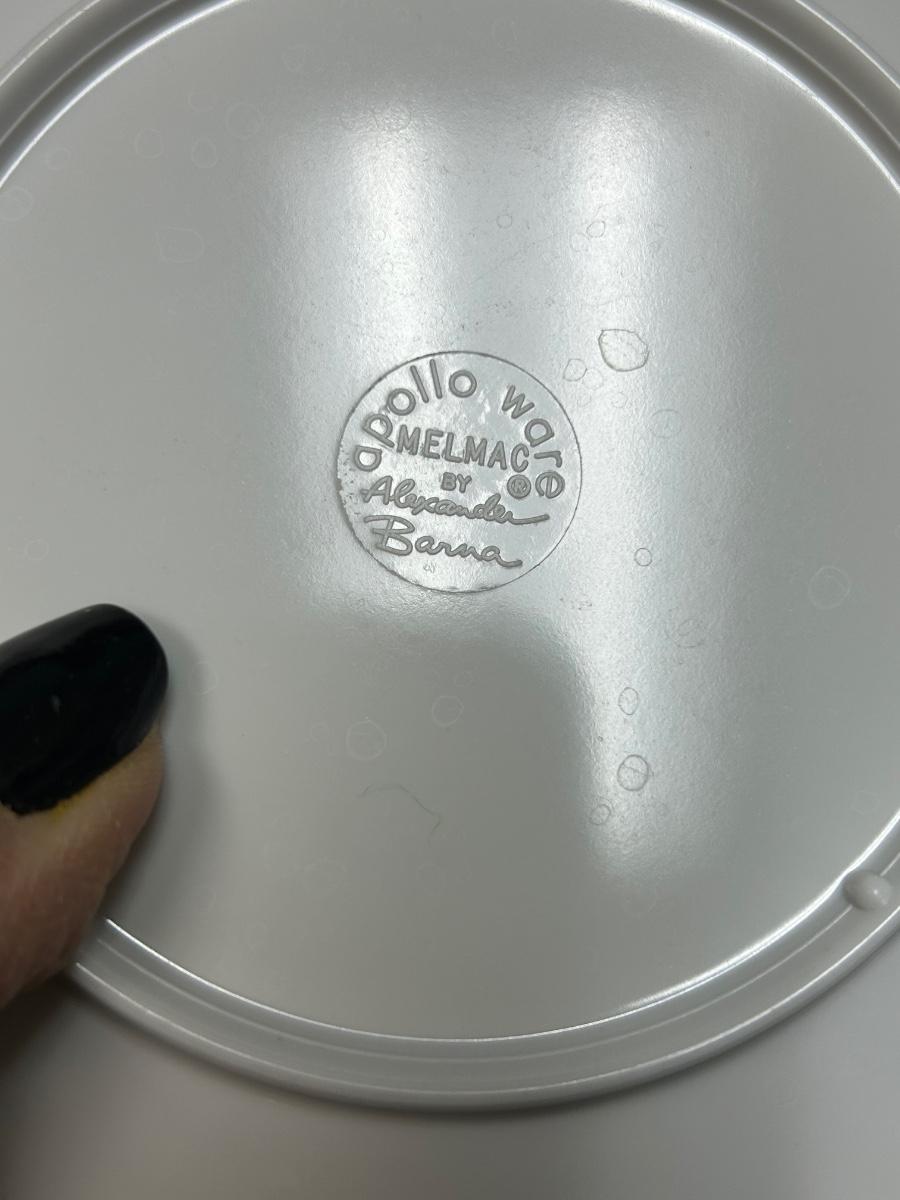 apollo ware
MELMAC ®
BY
Alexander
Barna